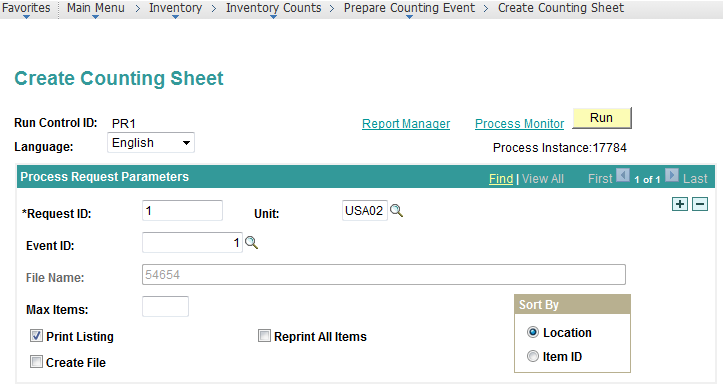 Favorites Main Menu > Inventory > Inventory Counts > Prepare Counting Event > Create Counting Sheet
Create Counting Sheet
Run Control ID: PR1 Report Manager Process Monitor Run
Language: English Process Instance:17784
Process Request Parameters Find | View All First 1 of 1 Last
*Request ID: 1 Unit: USA02
Event ID: 1
File Name: 54654
Max Items:
Sort By
Print Listing Reprint All Items Location
Create File Item ID